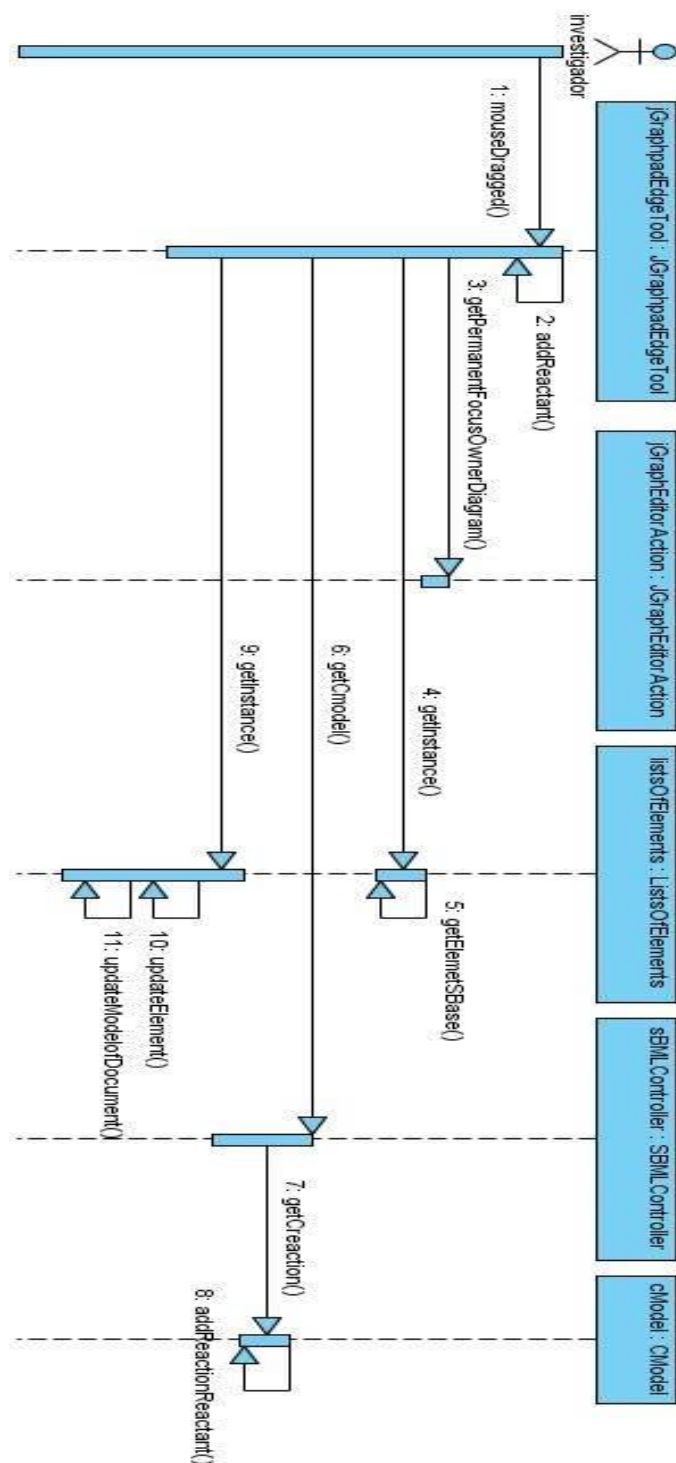 investigador
jGraphpadEdgeTool : JGraphpadEdgeTool
jGraphEditorAction : JGraphEditorAction
listsOfElements : ListsOfElements
sBMLController : SBMLController
cModel : CModel
1: mouseDragged()
2: addReactant()
3: getPermanentFocusOwnerDiagram()
4: getInstance()
5: getElemetSBase()
6: getCmodel()
7: getCreaction()
8: addReactionReactant()
9: getInstance()
10: updateElement()
11: updateModelofDocument()